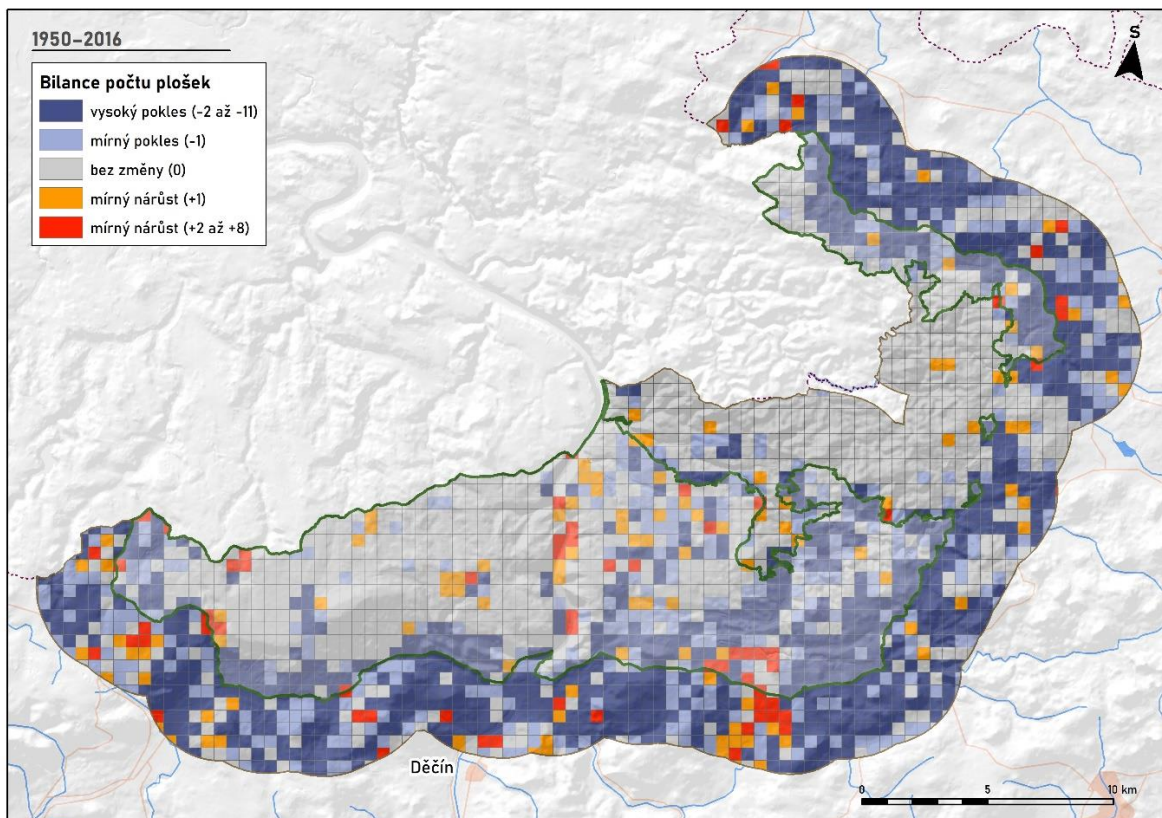 1950–2016
S
Bilance počtu plošek
vysoký pokles (-2 až -11)
mírný pokles (-1)
bez změny (0)
mírný nárůst (+1)
mírný nárůst (+2 až +8)
Děčín
0 5 10 km